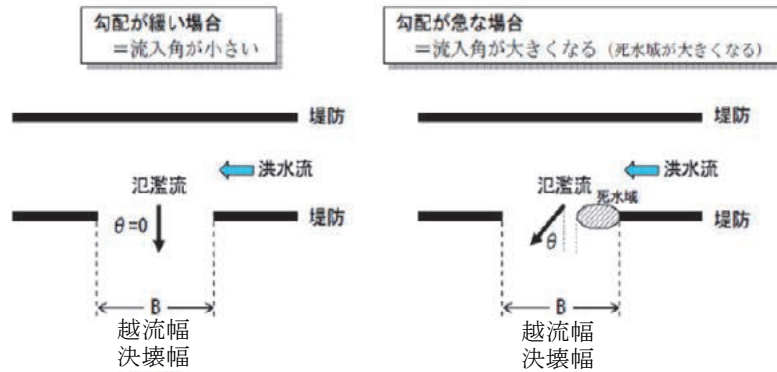 勾配が緩い場合
=流入角が小さい
堤防
洪水流
氾濫流
θ=0
堤防
B
越流幅
決壊幅
勾配が急な場合
=流入角が大きくなる(死水域が大きくなる)
堤防
洪水流
氾濫流
死水域
堤防
θ
B
越流幅
決壊幅